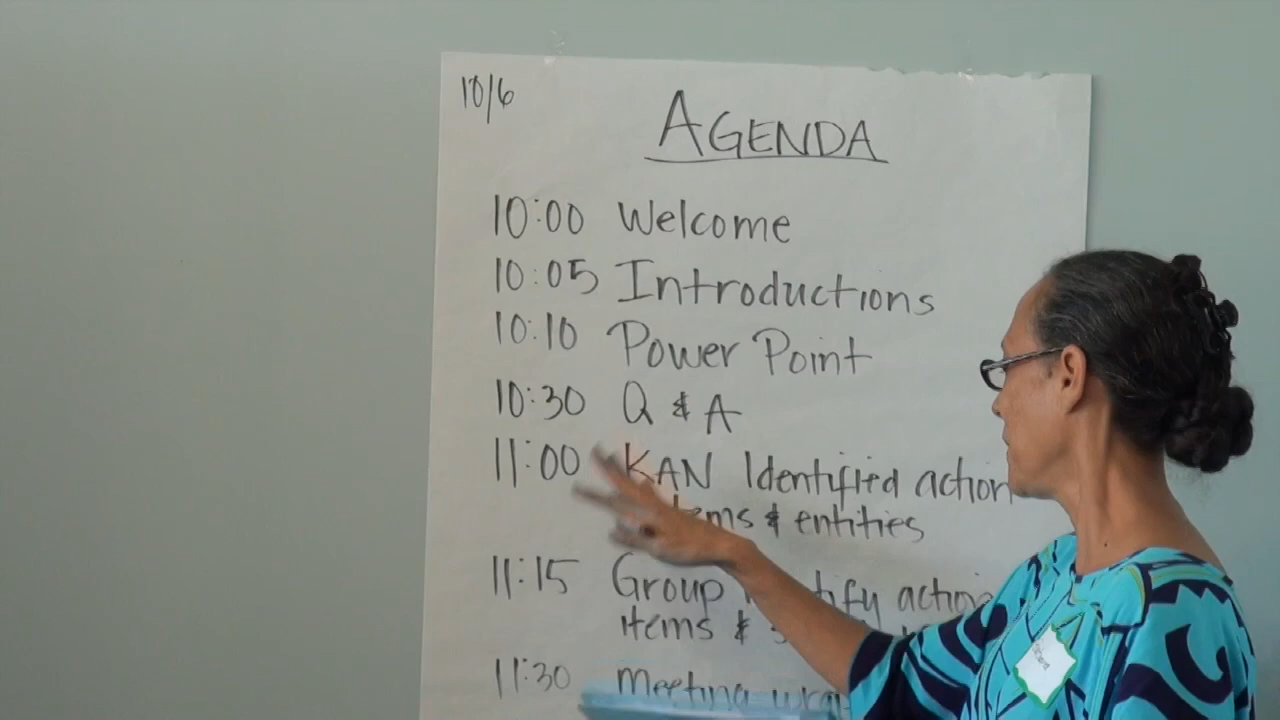 10/6
AGENDA
10:00 Welcome
10:05 Introductions
10:10 Power Point
10:30 Q & A
11:00 KAN Identified action
& entities
11:15 Group action
items &
11:30 Meeting